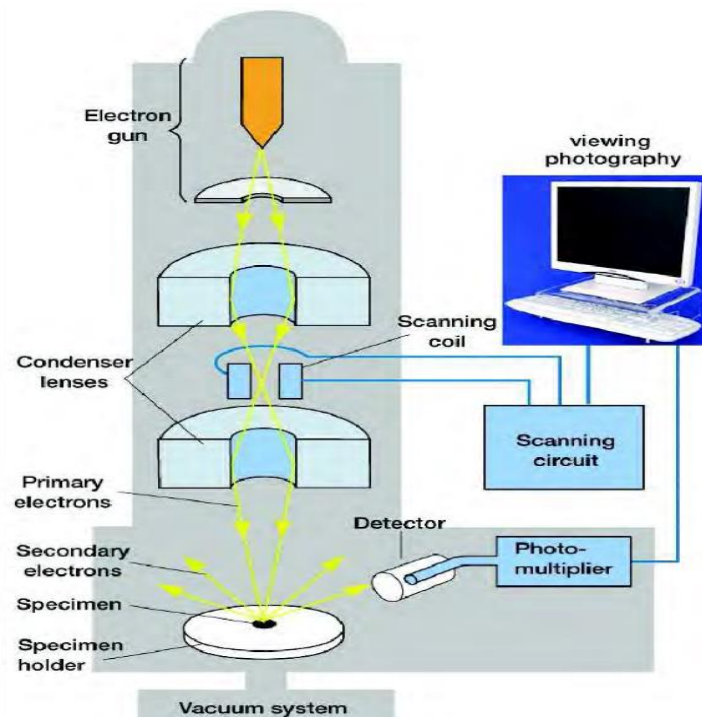 Electron
gun
viewing
photography
Scanning
coil
Condenser
lenses
Scanning
circuit
Primary
electrons
Detector
Secondary
electrons
Photo-
multiplier
Specimen
Specimen
holder
Vacuum system